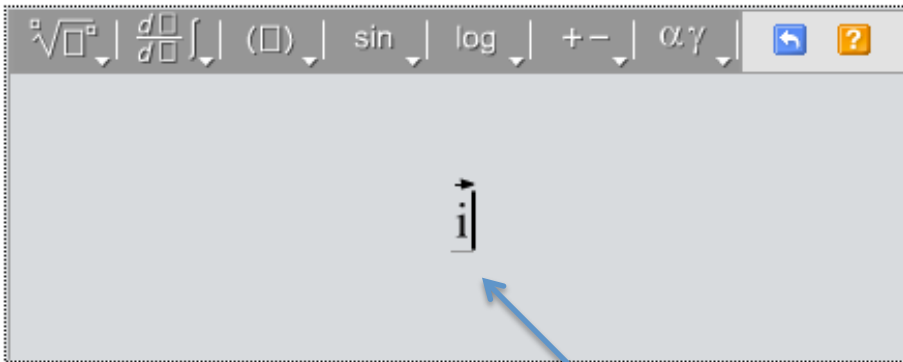 ⁿ√□ⁿ d□/d□ ∫ (□) sin log +− αγ ?
i⃗